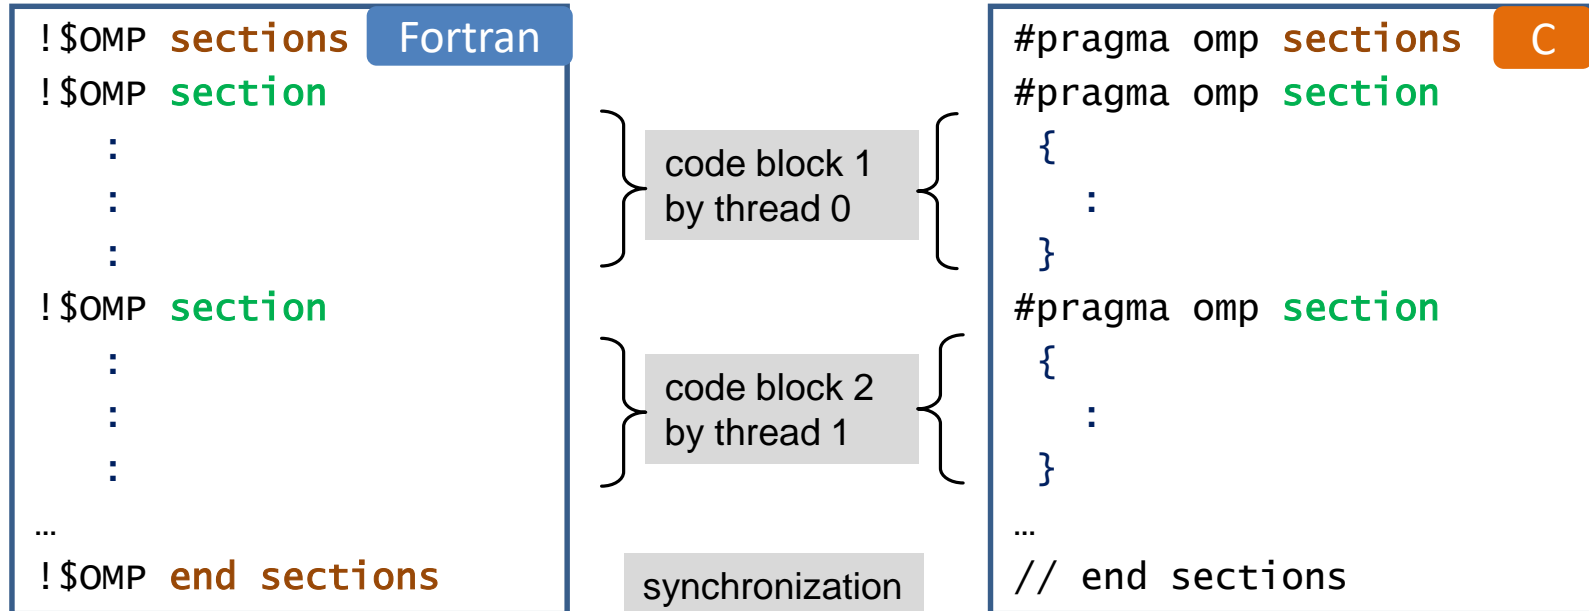 !$OMP sections
Fortran
!$OMP section
:
:
:
!$OMP section
:
:
:
…
!$OMP end sections
code block 1
by thread 0
code block 2
by thread 1
synchronization
#pragma omp sections
C
#pragma omp section
{
:
}
#pragma omp section
{
:
}
…
// end sections